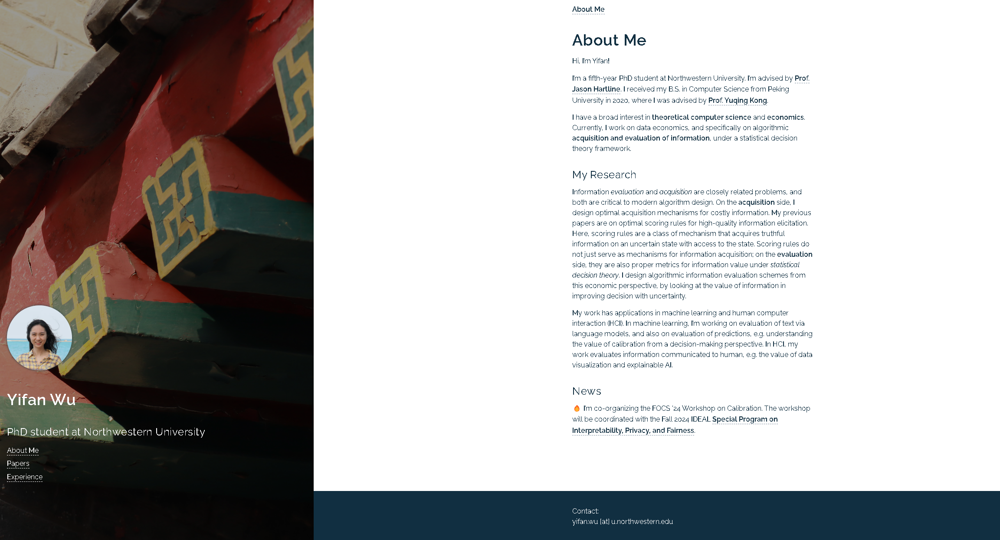 Yifan Wu
PhD student at Northwestern University
About Me
Papers
Experience
About Me
About Me
Hi, I'm Yifan!
I'm a fifth-year PhD student at Northwestern University. I'm advised by Prof.
Jason Hartline. I received my B.S. in Computer Science from Peking
University in 2020, where I was advised by Prof. Yuqing Kong.
I have a broad interest in theoretical computer science and economics.
Currently, I work on data economics, and specifically on algorithmic
acquisition and evaluation of information, under a statistical decision
theory framework.
My Research
Information evaluation and acquisition are closely related problems, and
both are critical to modern algorithm design. On the acquisition side, I
design optimal acquisition mechanisms for costly information. My previous
papers are on optimal scoring rules for high-quality information elicitation.
Here, scoring rules are a class of mechanism that acquires truthful
information on an uncertain state with access to the state. Scoring rules do
not just serve as mechanisms for information acquisition; on the evaluation
side, they are also proper metrics for information value under statistical
decision theory. I design algorithmic information evaluation schemes from
this economic perspective, by looking at the value of information in
improving decision with uncertainty.
My work has applications in machine learning and human computer
interaction (HCI). In machine learning, I'm working on evaluation of text via
language models, and also on evaluation of predictions, e.g. understanding
the value of calibration from a decision-making perspective. In HCI, my
work evaluates information communicated to human, e.g. the value of data
visualization and explainable AI.
News
🔥 I'm co-organizing the FOCS '24 Workshop on Calibration. The workshop
will be coordinated with the Fall 2024 IDEAL Special Program on
Interpretability, Privacy, and Fairness.
Contact:
yifan.wu [at] u.northwestern.edu